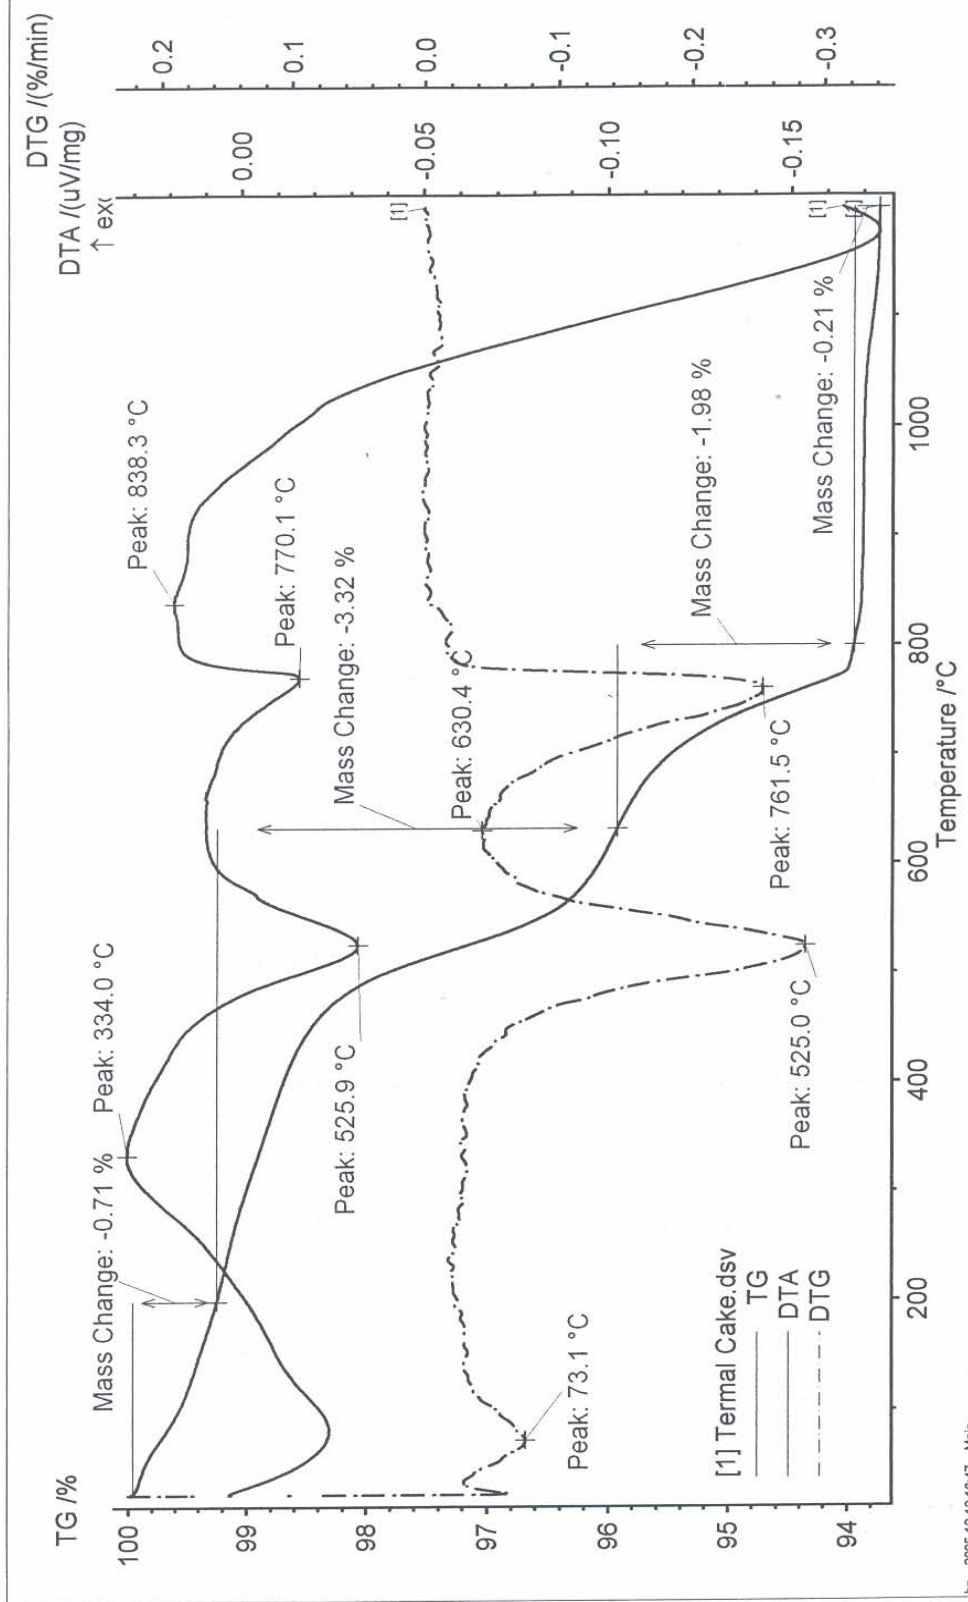 TG /%
DTG /(%/min)
DTA /(uV/mg)
↑ exo
100
99
98
97
96
95
94
0.00
-0.05
-0.10
-0.15
0.2
0.1
0.0
-0.1
-0.2
-0.3
Mass Change: -0.71 %
Peak: 334.0 °C
Peak: 838.3 °C
Peak: 770.1 °C
Mass Change: -3.32 %
Peak: 630.4 °C
Peak: 525.9 °C
Mass Change: -1.98 %
Peak: 761.5 °C
Peak: 525.0 °C
Mass Change: -0.21 %
Peak: 73.1 °C
[1]
[1]
[1]
[1] Termal Cake.dsv
TG
DTA
DTG
200
400
600
800
1000
Temperature /°C